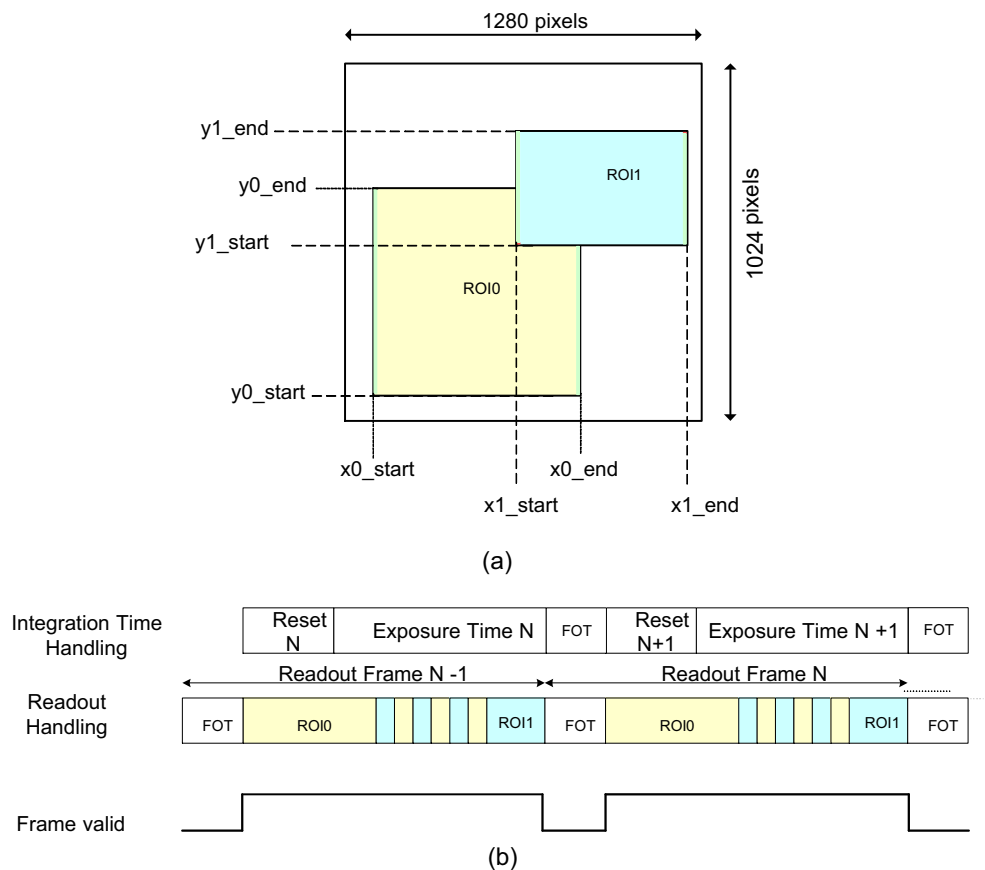 1280 pixels
y1_end
ROI1
y0_end
1024 pixels
y1_start
ROI0
y0_start
x0_start
x0_end
x1_start
x1_end
(a)
Integration Time
Handling
Reset
N
Exposure Time N
FOT
Reset
N+1
Exposure Time N +1
FOT
Readout Frame N -1
Readout Frame N
Readout
Handling
FOT
ROI0
ROI1
FOT
ROI0
ROI1
FOT
Frame valid
(b)